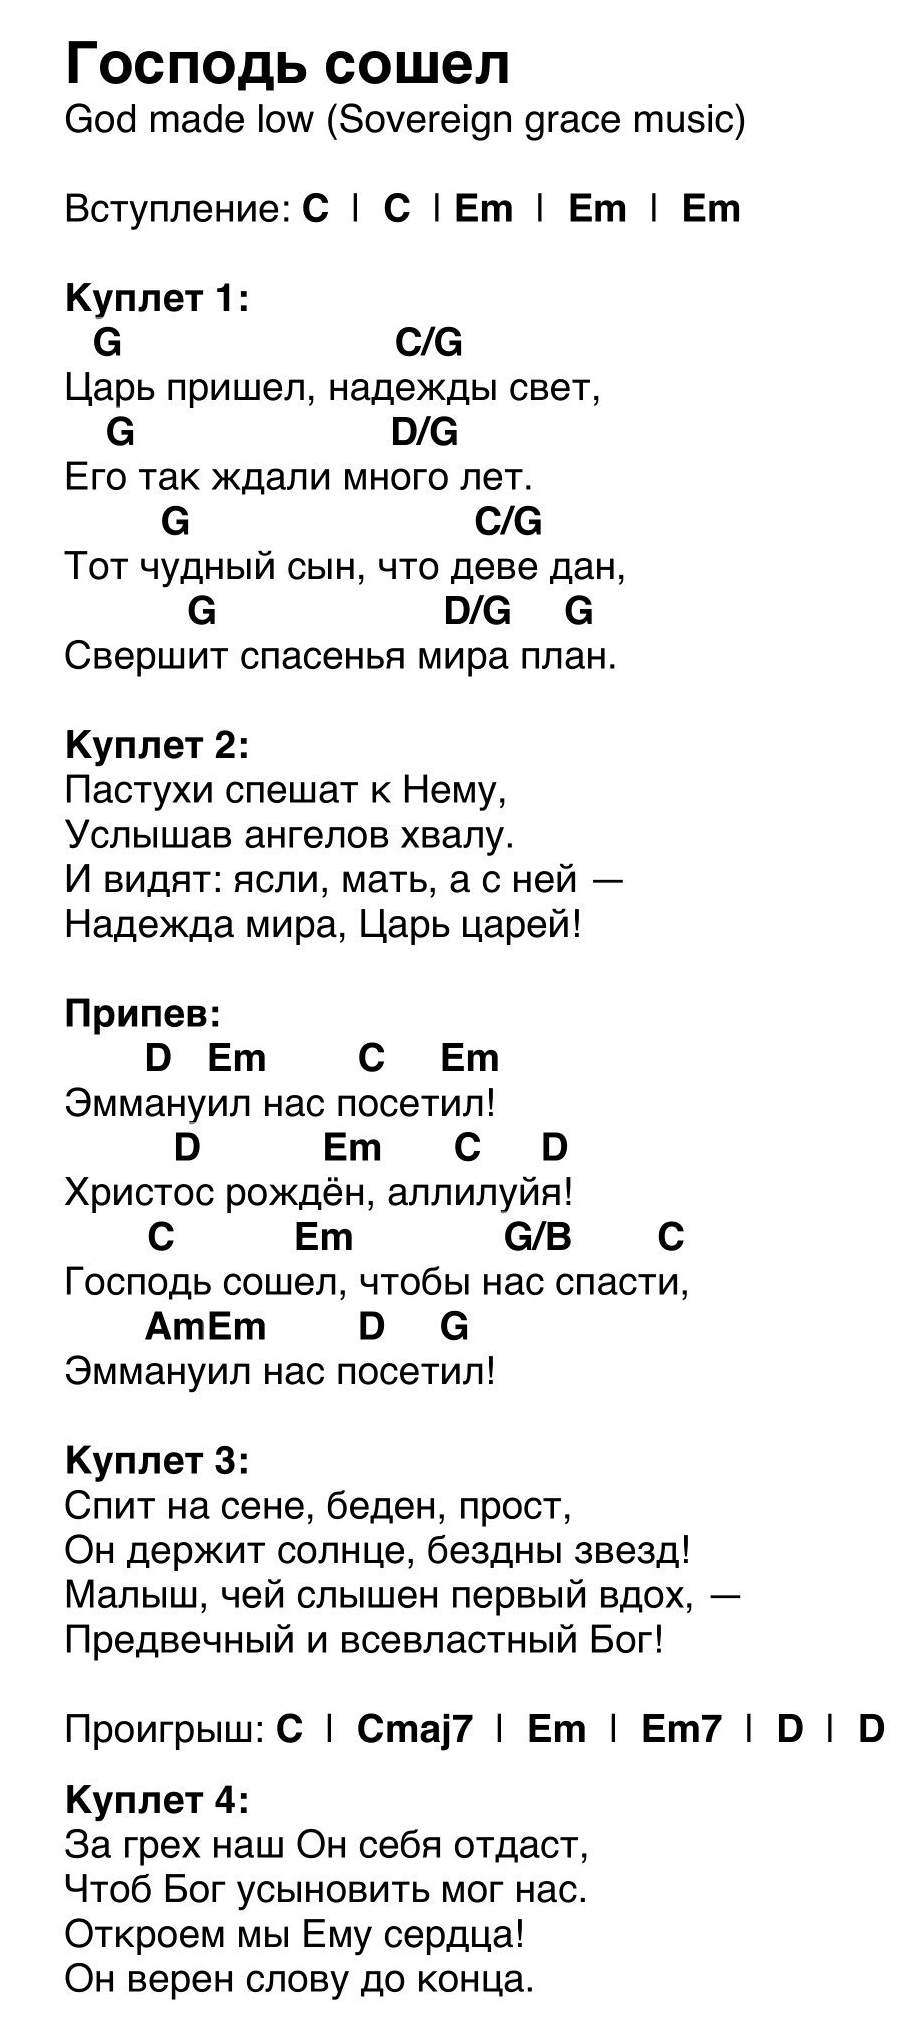 Господь сошел
God made low (Sovereign grace music)
Вступление: C | C | Em | Em | Em
Куплет 1:
G C/G
Царь пришел, надежды свет,
G D/G
Его так ждали много лет.
G C/G
Тот чудный сын, что деве дан,
G D/G G
Свершит спасенья мира план.
Куплет 2:
Пастухи спешат к Нему,
Услышав ангелов хвалу.
И видят: ясли, мать, а с ней —
Надежда мира, Царь царей!
Припев:
D Em C Em
Эммануил нас посетил!
D Em C D
Христос рождён, аллилуйя!
C Em G/B C
Господь сошел, чтобы нас спасти,
AmEm D G
Эммануил нас посетил!
Куплет 3:
Спит на сене, беден, прост,
Он держит солнце, бездны звезд!
Малыш, чей слышен первый вдох, —
Предвечный и всевластный Бог!
Проигрыш: C | Cmaj7 | Em | Em7 | D | D
Куплет 4:
За грех наш Он себя отдаст,
Чтоб Бог усыновить мог нас.
Откроем мы Ему сердца!
Он верен слову до конца.